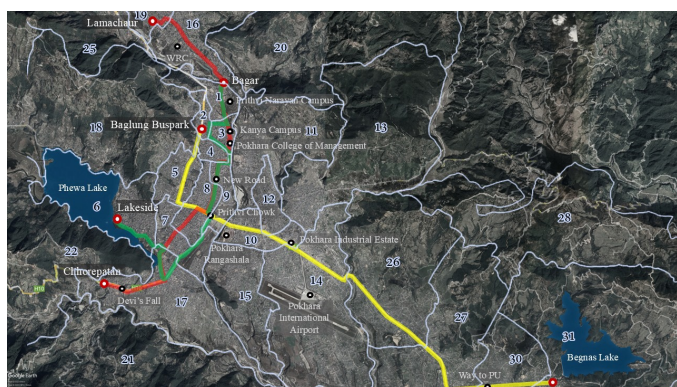 19
16
Lamachaur
WRC
25
20
Bagar
1
Prithvi Narayan Campus
2
Baglung Buspark
3
Kanya Campus
11
Pokhara College of Management
13
18
4
5
New Road
8
9
12
Phewa Lake
6
Lakeside
7
Prithvi Chowk
28
10
Pokhara Industrial Estate
Pokhara
Rangashala
22
26
Chhorepatan
14
Devi's Fall
17
15
Pokhara
International
Airport
27
31
21
30
Begnas Lake
Way to PU
Google Earth